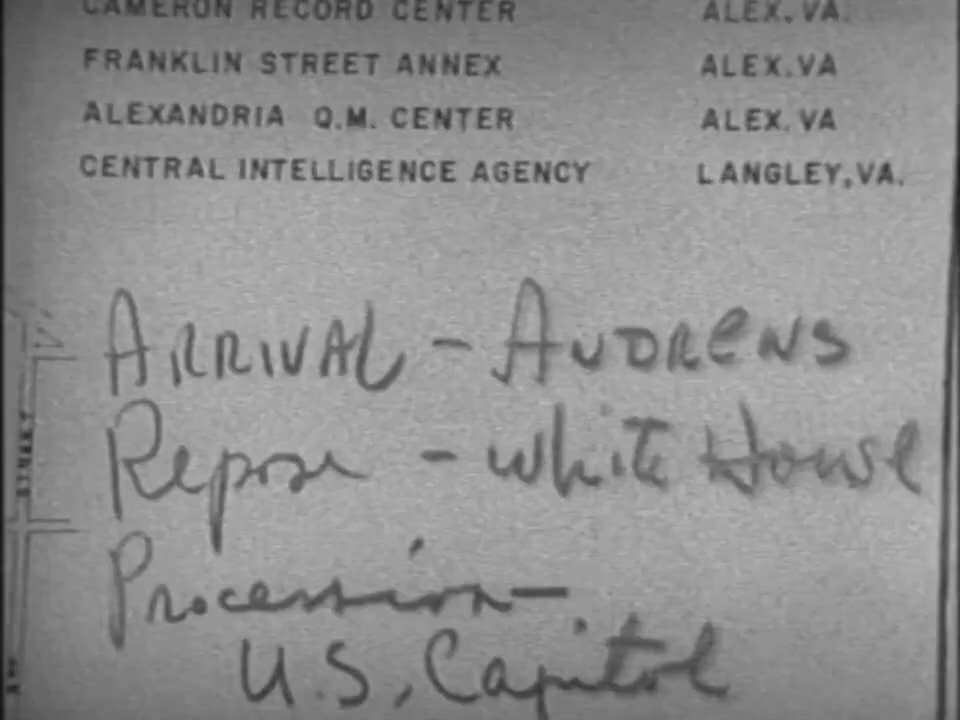 CAMERON RECORD CENTER ALEX. VA.
FRANKLIN STREET ANNEX ALEX. VA
ALEXANDRIA Q.M. CENTER ALEX. VA
CENTRAL INTELLIGENCE AGENCY LANGLEY, VA.
ARRIVAL - ANDREWS
Repose - White House
Procession -
U.S. Capitol